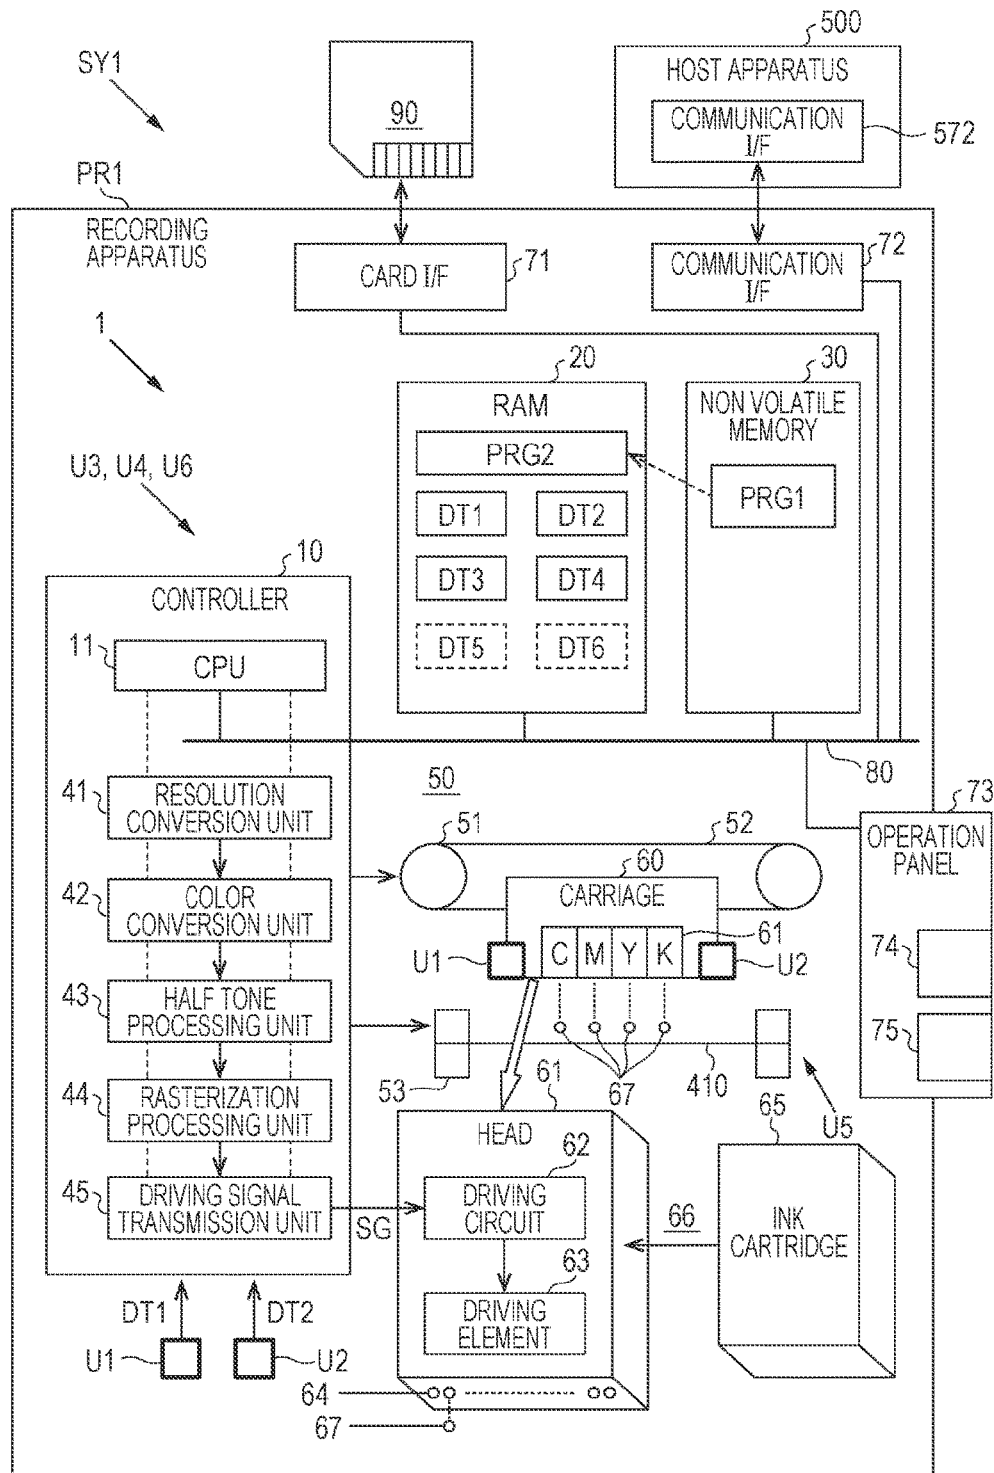 SY1
90
500
HOST APPARATUS
COMMUNICATION
I/F
572
PR1
RECORDING
APPARATUS
CARD I/F
71
COMMUNICATION
I/F
72
1
20
RAM
PRG2
DT1
DT2
DT3
DT4
DT5
DT6
30
NON VOLATILE
MEMORY
PRG1
U3, U4, U6
10
CONTROLLER
11
CPU
80
41
RESOLUTION
CONVERSION UNIT
42
COLOR
CONVERSION UNIT
43
HALF TONE
PROCESSING UNIT
44
RASTERIZATION
PROCESSING UNIT
45
DRIVING SIGNAL
TRANSMISSION UNIT
SG
DT1
DT2
U1
U2
50
51
52
60
CARRIAGE
61
C
M
Y
K
U1
U2
53
67
410
U5
73
OPERATION
PANEL
74
75
61
HEAD
62
DRIVING
CIRCUIT
63
DRIVING
ELEMENT
64
67
66
65
INK
CARTRIDGE